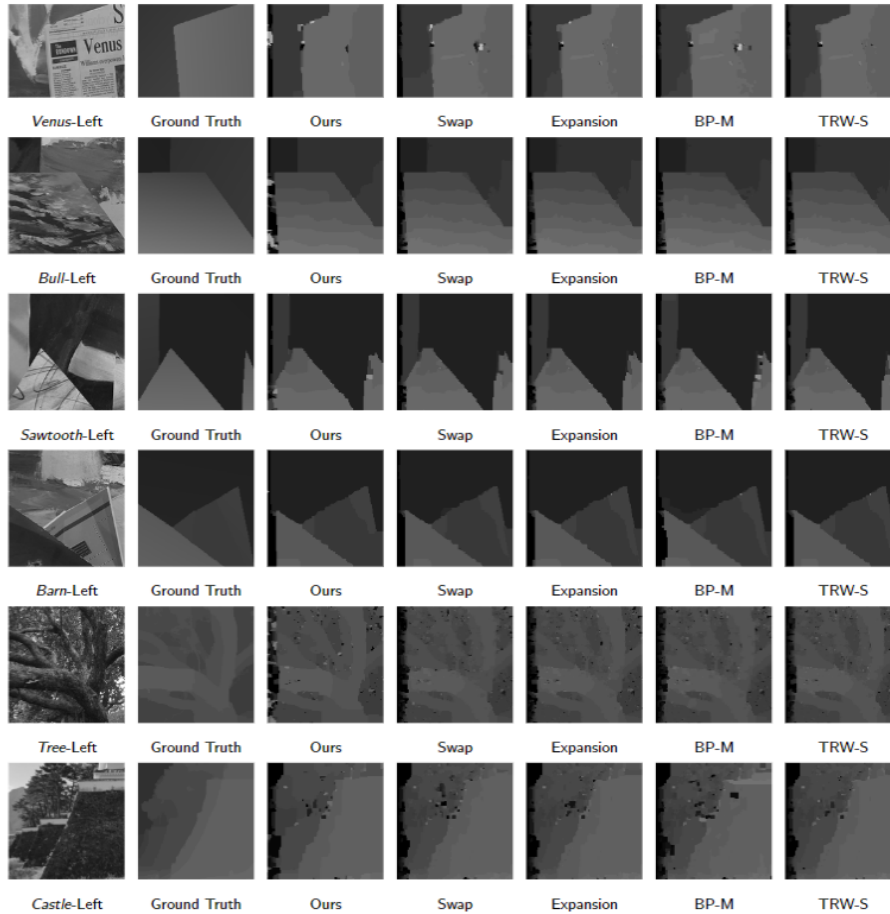 S
The
Venus
Venus-Left Ground Truth Ours Swap Expansion BP-M TRW-S
Bull-Left Ground Truth Ours Swap Expansion BP-M TRW-S
Sawtooth-Left Ground Truth Ours Swap Expansion BP-M TRW-S
Barn-Left Ground Truth Ours Swap Expansion BP-M TRW-S
Tree-Left Ground Truth Ours Swap Expansion BP-M TRW-S
Castle-Left Ground Truth Ours Swap Expansion BP-M TRW-S